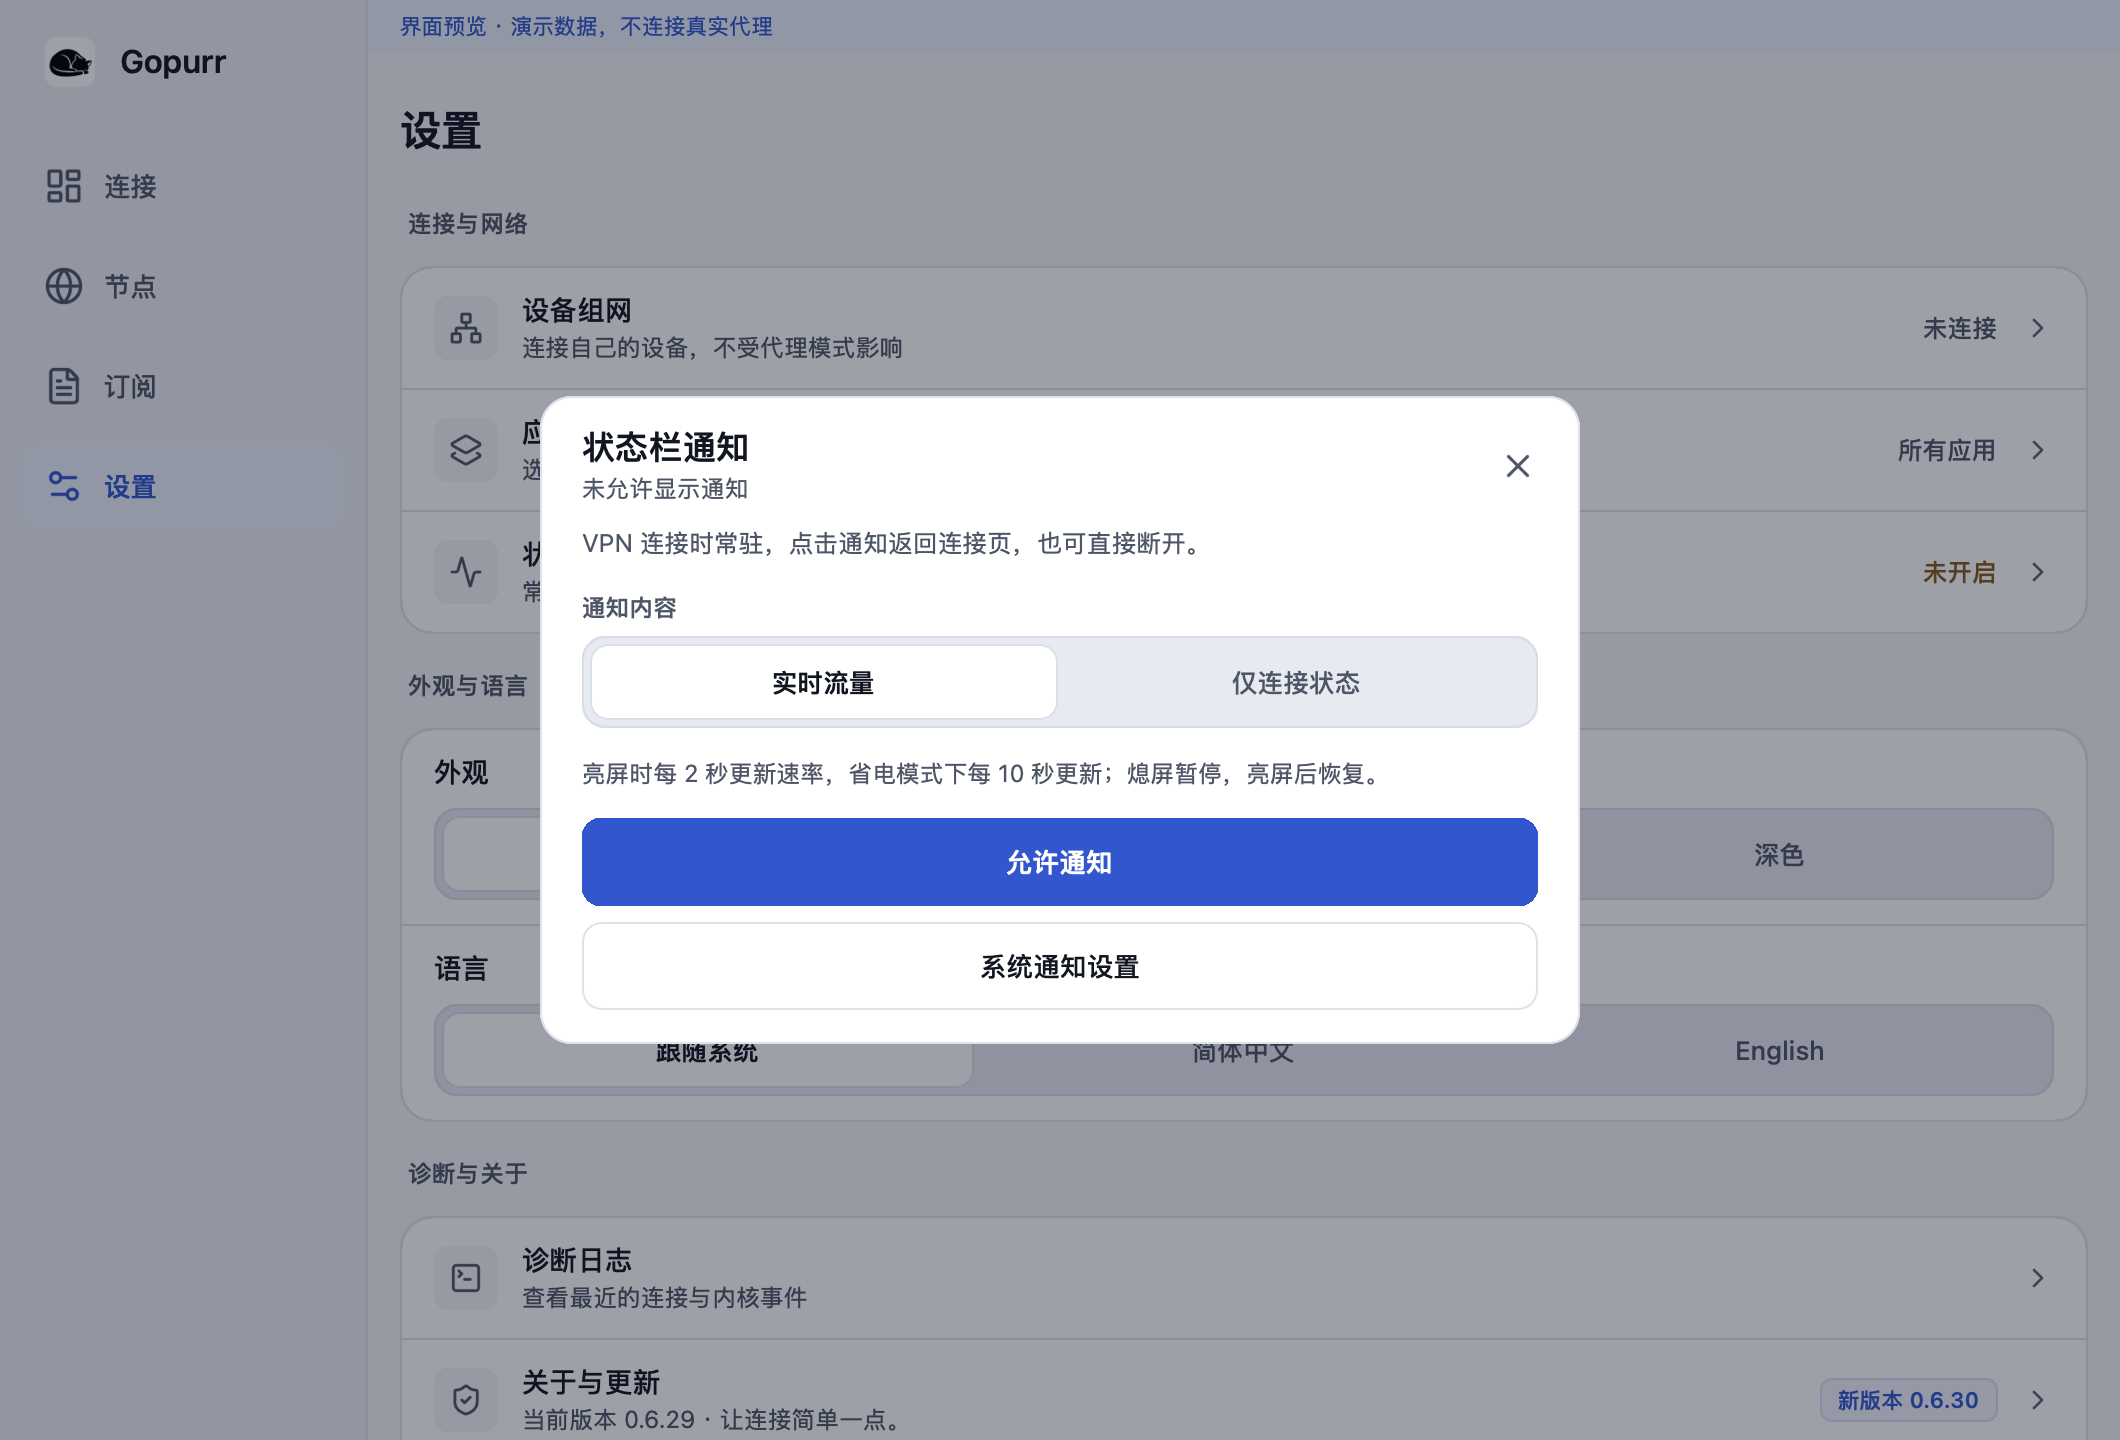 界面预览 · 演示数据，不连接真实代理
Gopurr
连接
节点
订阅
设置
设置
连接与网络
设备组网
连接自己的设备，不受代理模式影响
未连接
所有应用
未开启
状态栏通知
未允许显示通知
VPN 连接时常驻，点击通知返回连接页，也可直接断开。
通知内容
实时流量
仅连接状态
亮屏时每 2 秒更新速率，省电模式下每 10 秒更新；熄屏暂停，亮屏后恢复。
允许通知
系统通知设置
外观与语言
外观
深色
语言
跟随系统
简体中文
English
诊断与关于
诊断日志
查看最近的连接与内核事件
关于与更新
当前版本 0.6.29 · 让连接简单一点。
新版本 0.6.30